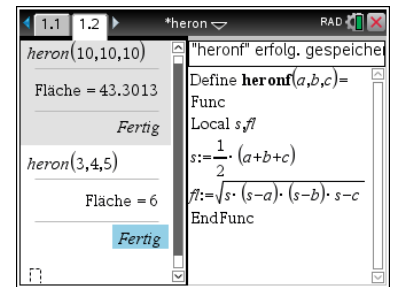 1.1 1.2 *heron RAD
heron(10,10,10)
Fläche = 43.3013
Fertig
heron(3,4,5)
Fläche = 6
Fertig
"heronf" erfolg. gespeiche
Define heronf(a,b,c)=
Func
Local s,fl
s:=1/2· (a+b+c)
fl:=√s· (s−a)· (s−b)· s−c
EndFunc